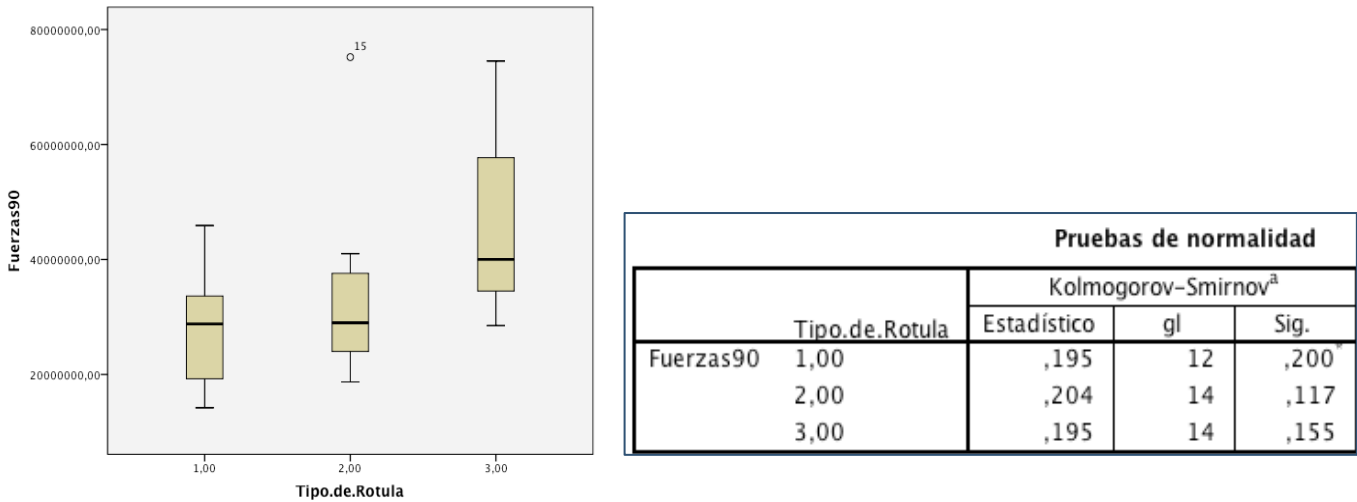 80000000,00
60000000,00
40000000,00
20000000,00
Fuerzas90
15
1,00 2,00 3,00
Tipo.de.Rotula
Pruebas de normalidad
Kolmogorov-Smirnovª
Tipo.de.Rotula Estadístico gl Sig.
Fuerzas90 1,00 ,195 12 ,200*
2,00 ,204 14 ,117
3,00 ,195 14 ,155